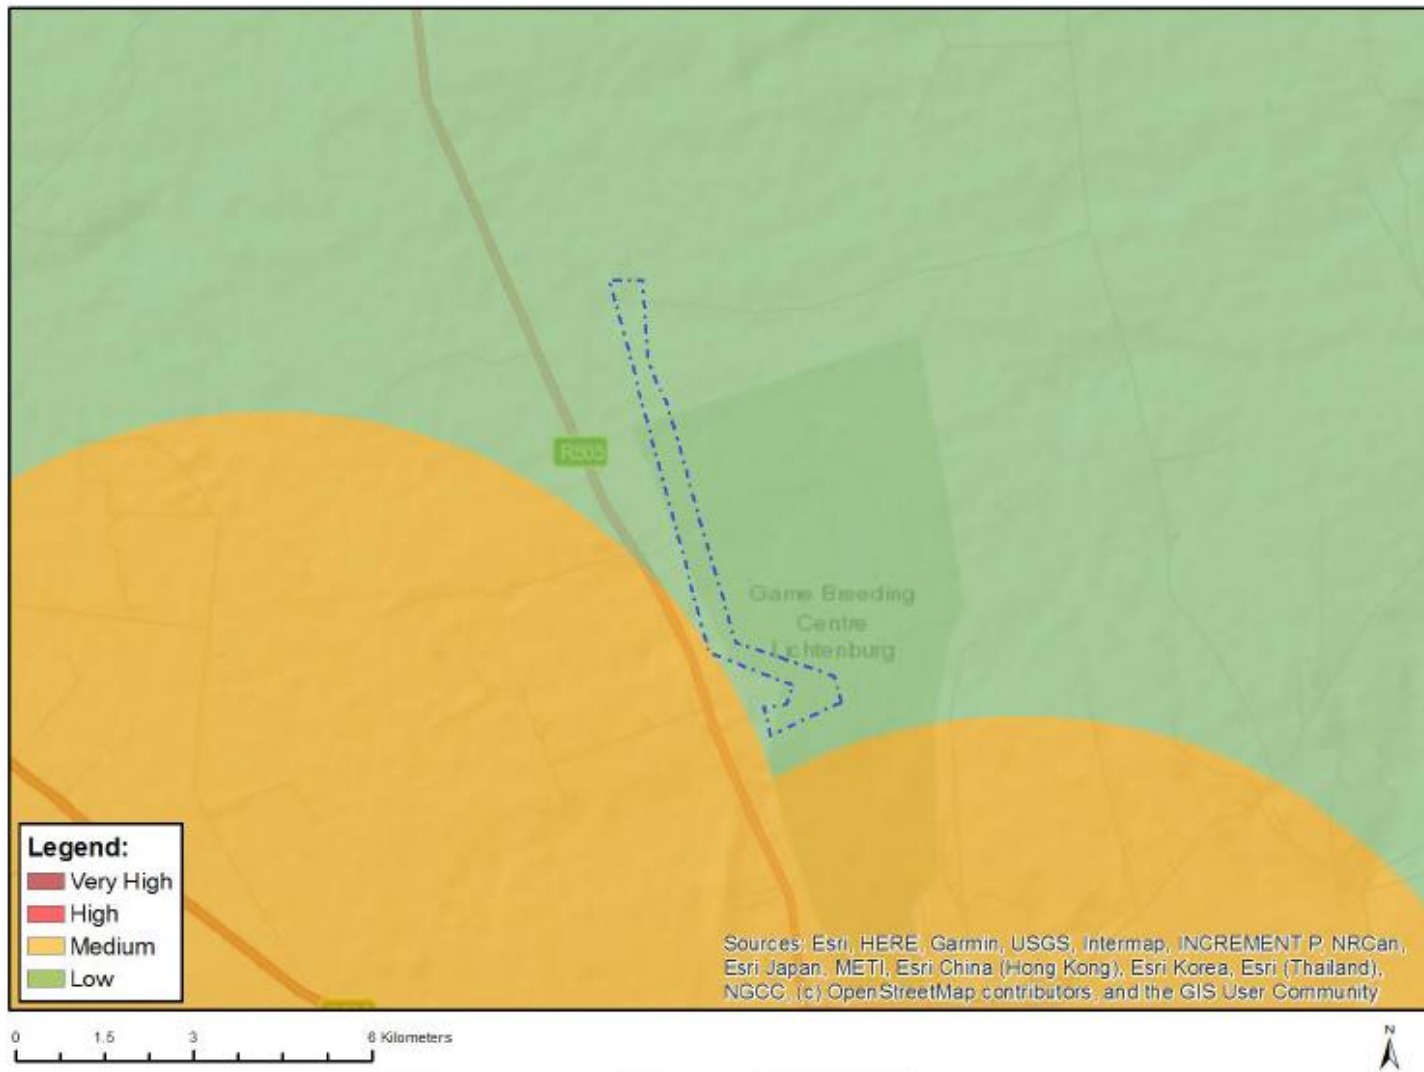 R505
Game Breeding
Centre
Lichtenburg
Legend:
Very High
High
Medium
Low
Sources: Esri, HERE, Garmin, USGS, Intermap, INCREMENT P, NRCan,
Esri Japan, METI, Esri China (Hong Kong), Esri Korea, Esri (Thailand),
NGCC, (c) OpenStreetMap contributors, and the GIS User Community
0 1.5 3 6 Kilometers
N